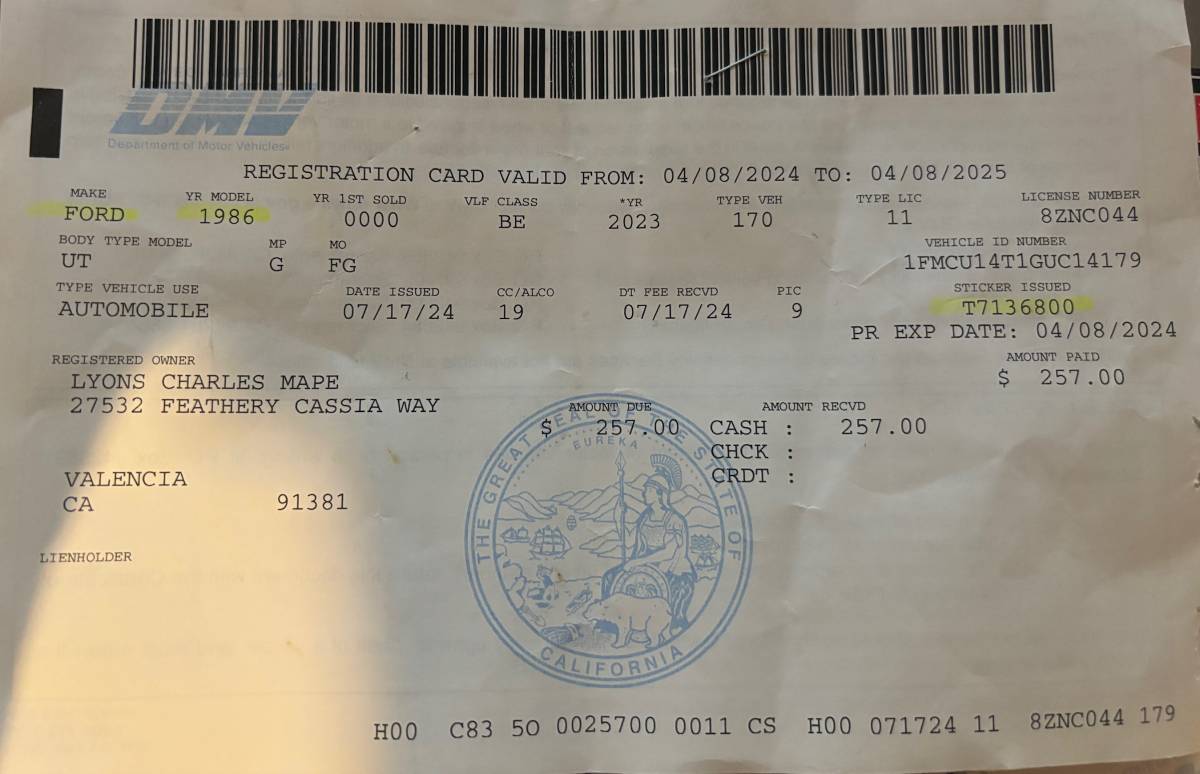 DMV
Department of Motor Vehicles
REGISTRATION CARD VALID FROM: 04/08/2024 TO: 04/08/2025
MAKE YR MODEL YR 1ST SOLD VLF CLASS *YR TYPE VEH TYPE LIC LICENSE NUMBER
FORD 1986 0000 BE 2023 170 11 8ZNC044
BODY TYPE MODEL MP MO VEHICLE ID NUMBER
UT G FG 1FMCU14T1GUC14179
TYPE VEHICLE USE DATE ISSUED CC/ALCO DT FEE RECVD PIC STICKER ISSUED
AUTOMOBILE 07/17/24 19 07/17/24 9 T7136800
PR EXP DATE: 04/08/2024
REGISTERED OWNER AMOUNT PAID
LYONS CHARLES MAPE $ 257.00
27532 FEATHERY CASSIA WAY AMOUNT DUE AMOUNT RECVD
$ 257.00 CASH : 257.00
CHCK :
CRDT :
VALENCIA
CA 91381
LIENHOLDER
THE GREAT SEAL OF THE STATE OF CALIFORNIA
EUREKA
H00 C83 50 0025700 0011 CS H00 071724 11 8ZNC044 179